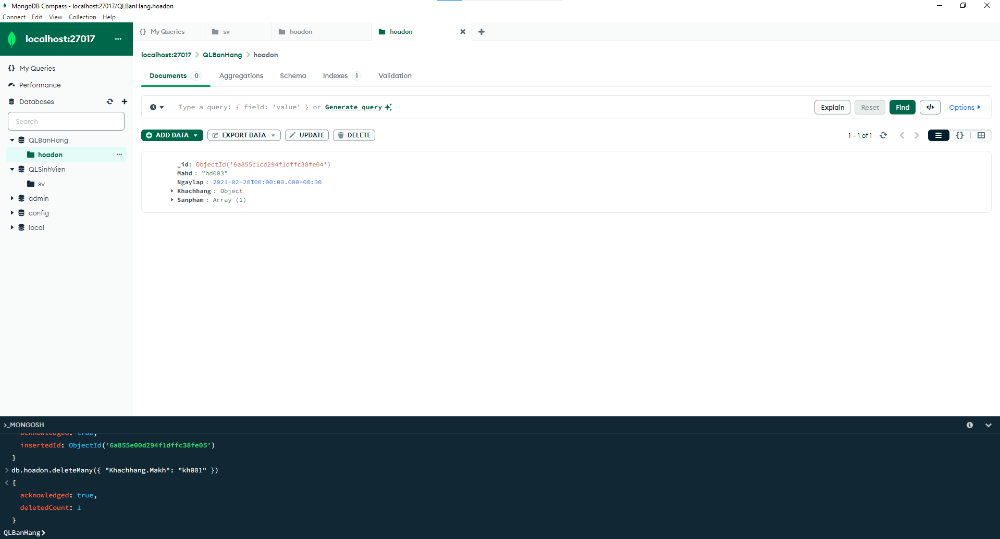 MongoDB Compass - localhost:27017/QLBanHang.hoadon
Connect Edit View Collection Help
localhost:27017 ...
My Queries
Performance
Databases
Search
QLBanHang
hoadon ...
QLSinhVien
sv
admin
config
local
{} My Queries sv hoadon hoadon
localhost:27017 > QLBanHang > hoadon
Documents 0 Aggregations Schema Indexes 1 Validation
Type a query: { field: 'value' } or Generate query
Explain Reset Find </> Options
ADD DATA EXPORT DATA UPDATE DELETE
1 – 1 of 1 {}
_id: ObjectId('6a855c1cd294f1dffc38fe04')
Mahd : "hd003"
Ngaylap : 2021-02-20T00:00:00.000+00:00
Khachhang : Object
Sanpham : Array (1)
>_MONGOSH
acknowledged: true,
insertedId: ObjectId('6a855e00d294f1dffc38fe05')
}
> db.hoadon.deleteMany({ "Khachhang.Makh": "kh001" })
< {
acknowledged: true,
deletedCount: 1
}
QLBanHang>